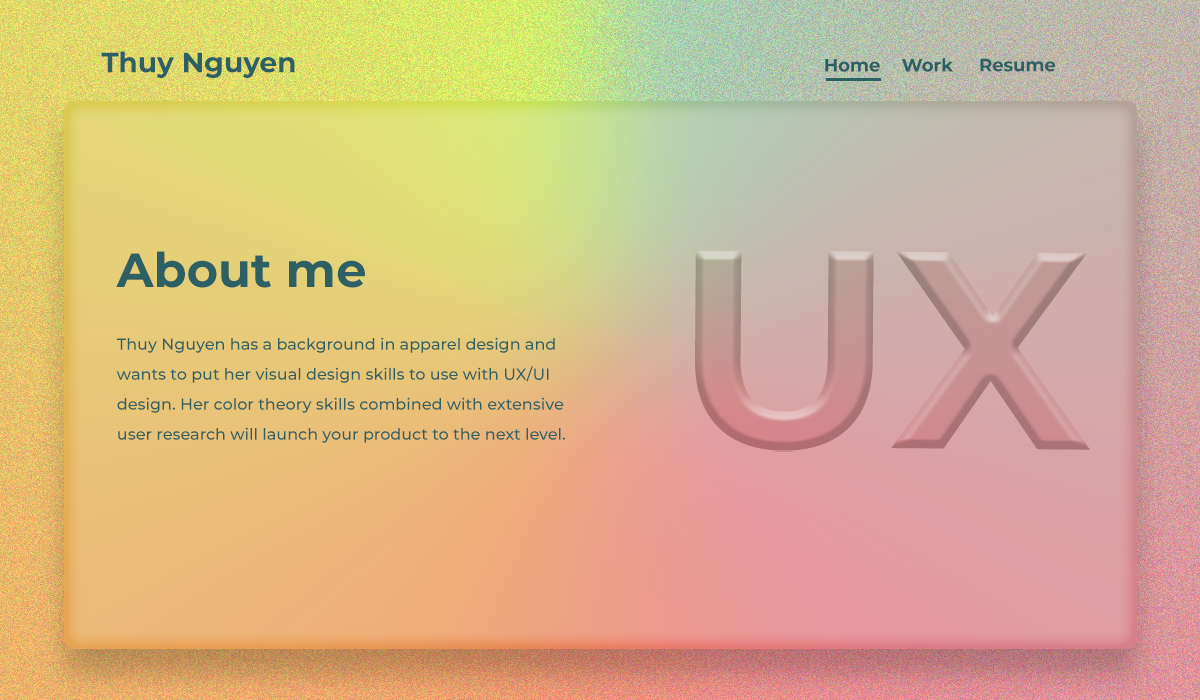 Thuy Nguyen
Home Work Resume
About me
Thuy Nguyen has a background in apparel design and
wants to put her visual design skills to use with UX/UI
design. Her color theory skills combined with extensive
user research will launch your product to the next level.
UX